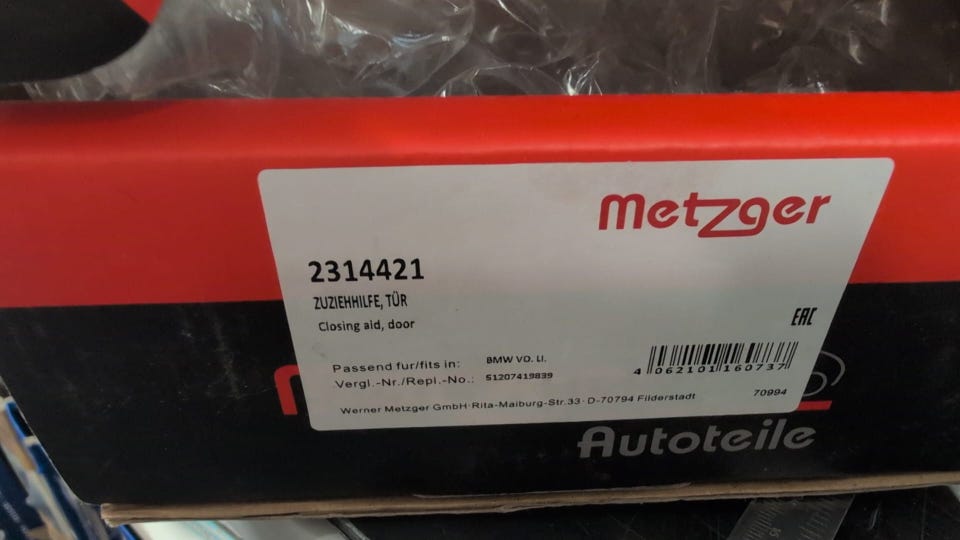 metzger
2314421
ZUZIEHHILFE, TÜR
Closing aid, door
EAC
Passend fur/fits in: BMW VO. LI.
Vergl.-Nr./Repl.-No.: 51207419839
4 062101 160737
70994
Werner Metzger GmbH·Rita-Maiburg-Str.33·D-70794 Filderstadt
Autoteile